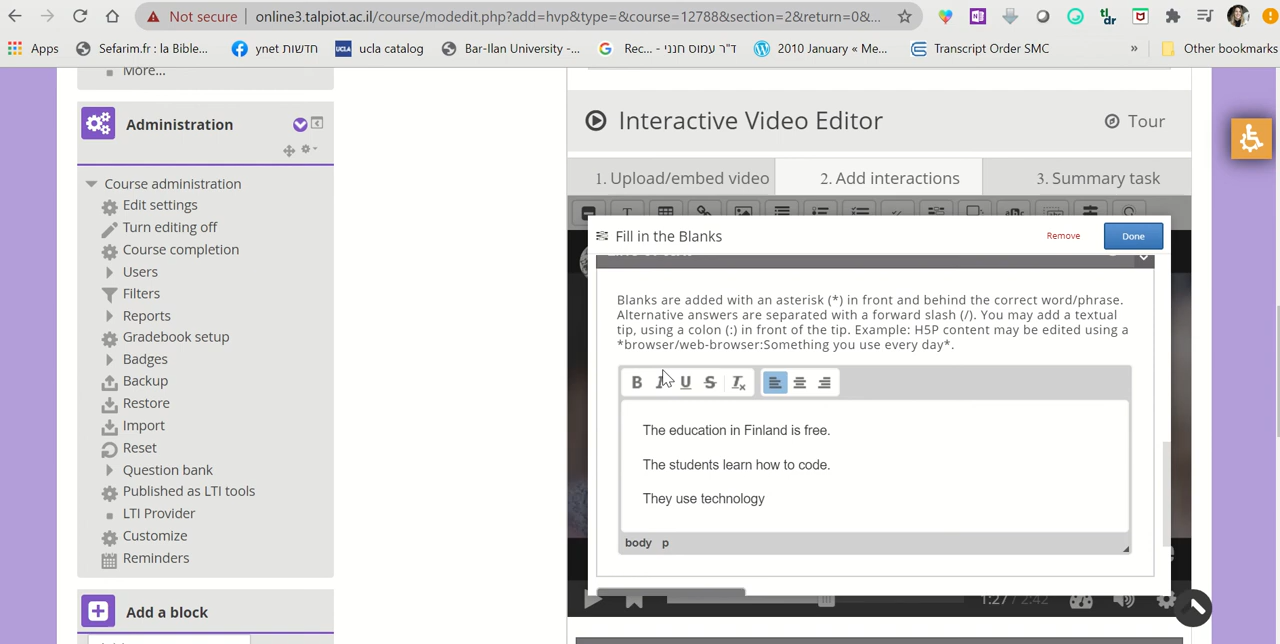 Not secure online3.talpiot.ac.il/course/modedit.php?add=hvp&type=&course=12788&section=2&return=0&...
Apps Sefarim.fr : la Bible... ynet חדשות ucla catalog Bar-Ilan University -... Rec... - ד"ר עמוס חנני 2010 January « Me... Transcript Order SMC » Other bookmarks
More...
Administration
Course administration
Edit settings
Turn editing off
Course completion
Users
Filters
Reports
Gradebook setup
Badges
Backup
Restore
Import
Reset
Question bank
Published as LTI tools
LTI Provider
Customize
Reminders
Add a block
Interactive Video Editor
Tour
1. Upload/embed video 2. Add interactions 3. Summary task
Fill in the Blanks
Remove Done
Blanks are added with an asterisk (*) in front and behind the correct word/phrase.
Alternative answers are separated with a forward slash (/). You may add a textual
tip, using a colon (:) in front of the tip. Example: H5P content may be edited using a
*browser/web-browser:Something you use every day*.
B I U S Tx
The education in Finland is free.
The students learn how to code.
They use technology
body p
1:27 / 2:42